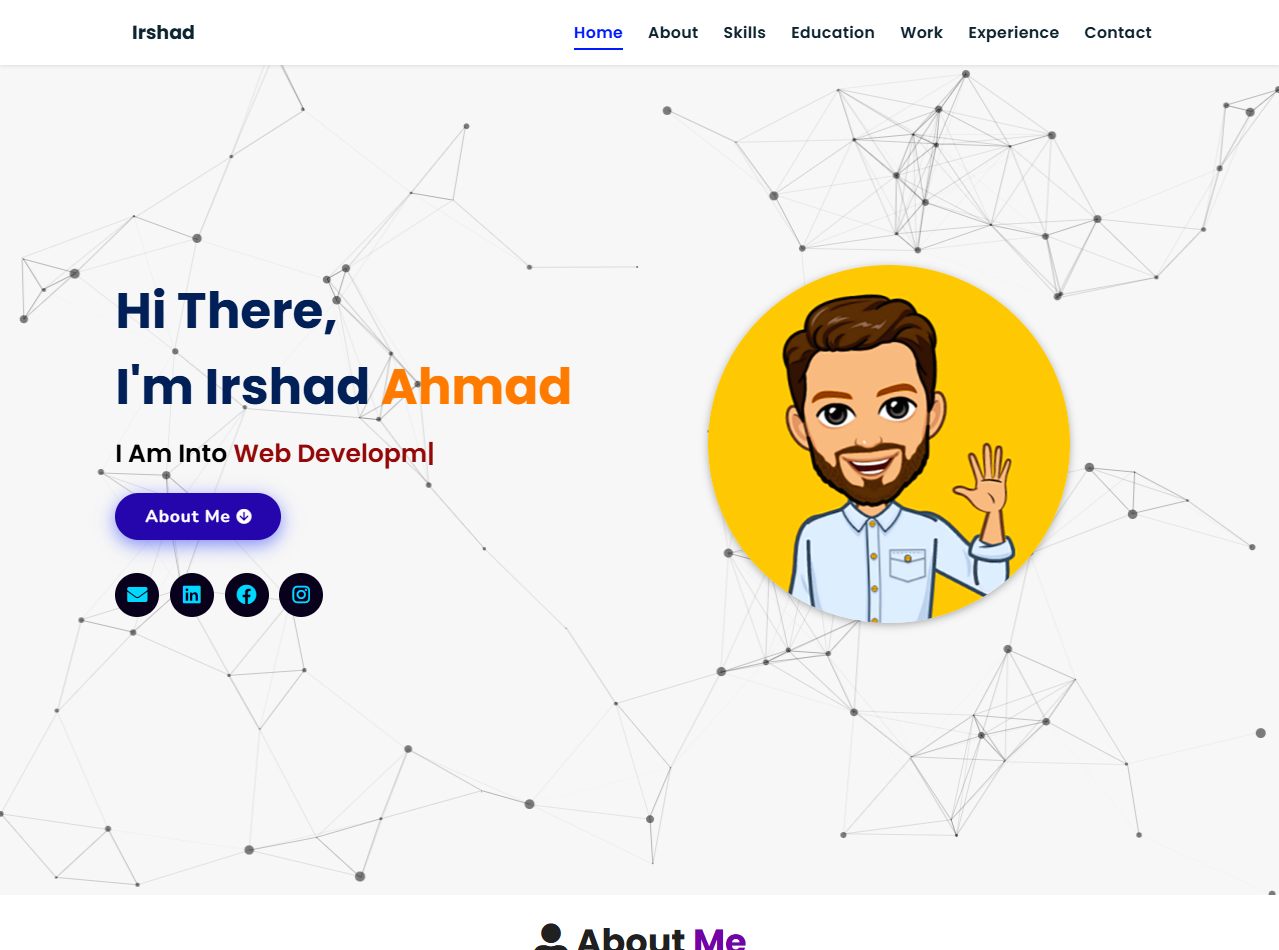 Irshad
Home About Skills Education Work Experience Contact
Hi There,
I'm Irshad Ahmad
I Am Into Web Developm|
About Me
About Me